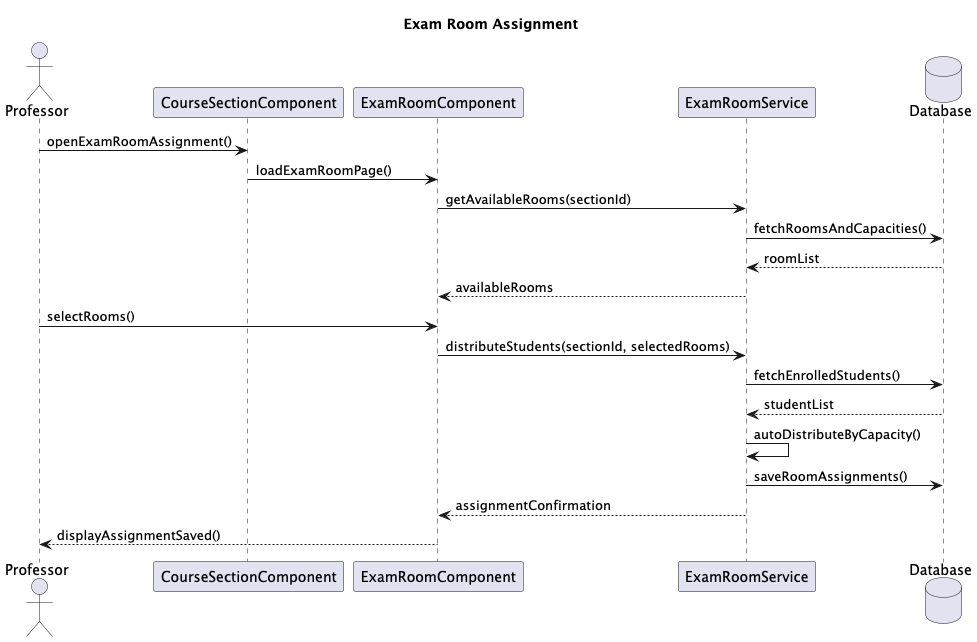 Exam Room Assignment
Professor
CourseSectionComponent
ExamRoomComponent
ExamRoomService
Database
openExamRoomAssignment()
loadExamRoomPage()
getAvailableRooms(sectionId)
fetchRoomsAndCapacities()
roomList
availableRooms
selectRooms()
distributeStudents(sectionId, selectedRooms)
fetchEnrolledStudents()
studentList
autoDistributeByCapacity()
saveRoomAssignments()
assignmentConfirmation
displayAssignmentSaved()
Professor
CourseSectionComponent
ExamRoomComponent
ExamRoomService
Database